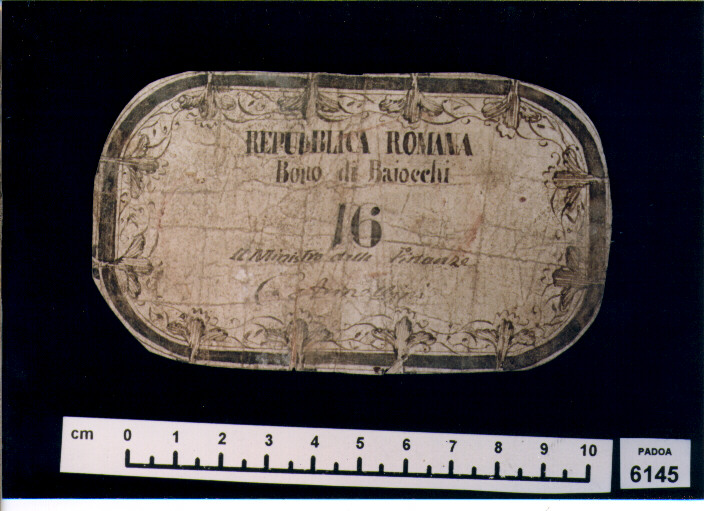 REPUBBLICA ROMANA
Bono di Baiocchi
16
Il Ministro delle Finanze
cm 0 1 2 3 4 5 6 7 8 9 10
PADOA
6145